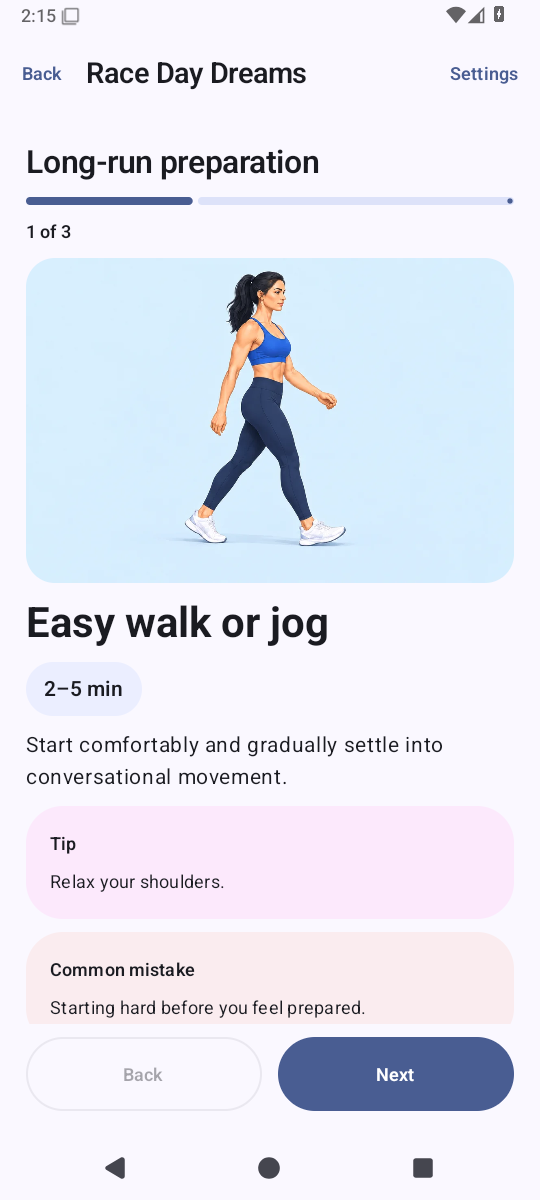 2:15
Back Race Day Dreams Settings
Long-run preparation
1 of 3
Easy walk or jog
2–5 min
Start comfortably and gradually settle into
conversational movement.
Tip
Relax your shoulders.
Common mistake
Starting hard before you feel prepared.
Back Next